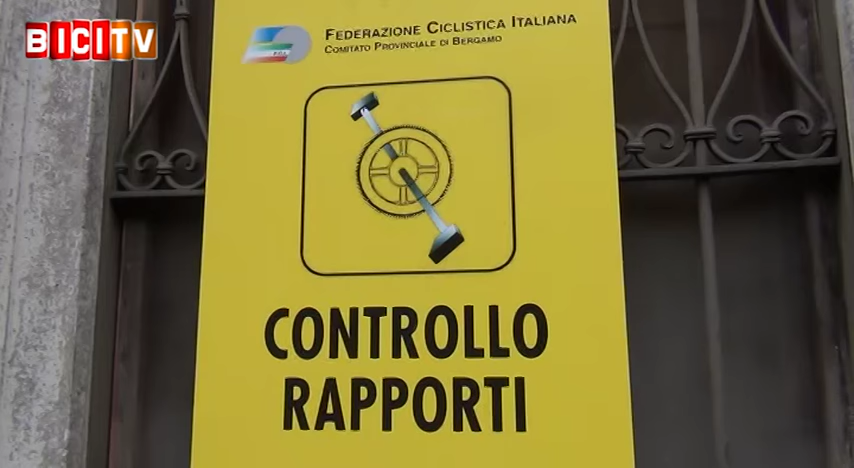 BICITV
FEDERAZIONE CICLISTICA ITALIANA
COMITATO PROVINCIALE DI BERGAMO
CONTROLLO
RAPPORTI